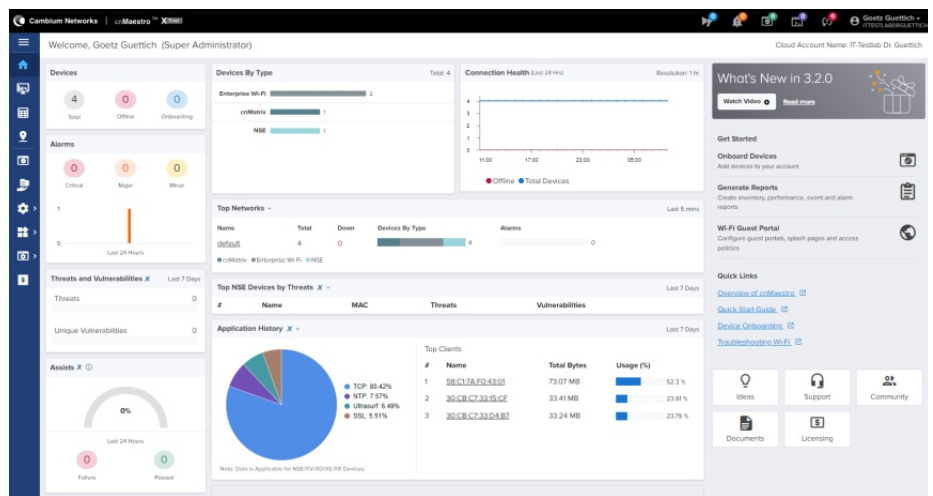 Cambium Networks | cnMaestro™ X
Goetz Guettich
ITTESTLABDRGUETTICH
Welcome, Goetz Guettich (Super Administrator)
Cloud Account Name: IT-Testlab Dr. Guettich
Devices
4
0
0
Total
Offline
Onboarding
Alarms
0
0
0
Critical
Major
Minor
1
0
Last 24 Hours
Threats and Vulnerabilities X Last 7 Days
Threats 0
Unique Vulnerabilities 0
Assists X
0%
Last 24 Hours
0
0
Failure
Passed
Devices By Type Total: 4
Enterprise Wi-Fi 2
cnMatrix 1
NSE 1
Connection Health (Last 24 Hrs) Resolution: 1 hr
4
3
2
1
0
11:00 17:00 23:00 05:00
Offline Total Devices
Top Networks Last 5 mins
Name Total Down Devices By Type Alarms
default 4 0 4 0
cnMatrix Enterprise Wi-Fi NSE
Top NSE Devices by Threats X Last 7 Days
# Name MAC Threats Vulnerabilities
Application History X Last 7 Days
TCP: 80.42%
NTP: 7.57%
Ultrasurf: 6.49%
SSL: 5.51%
Note: Data is Applicable for NSE/XV/XD/XE/XR Devices.
Top Clients
# Name Total Bytes Usage (%)
1 58:C1:7A:F0:43:01 73.07 MB 52.3 %
2 30:CB:C7:33:15:CF 33.41 MB 23.91 %
3 30:CB:C7:33:D4:B7 33.24 MB 23.79 %
What's New in 3.2.0
Watch Video Read more
Get Started
Onboard Devices
Add devices to your account
Generate Reports
Create inventory, performance, event and alarm
reports
Wi-Fi Guest Portal
Configure guest portals, splash pages and access
policies
Quick Links
Overview of cnMaestro
Quick Start Guide
Device Onboarding
Troubleshooting Wi-Fi
Ideas
Support
Community
Documents
Licensing